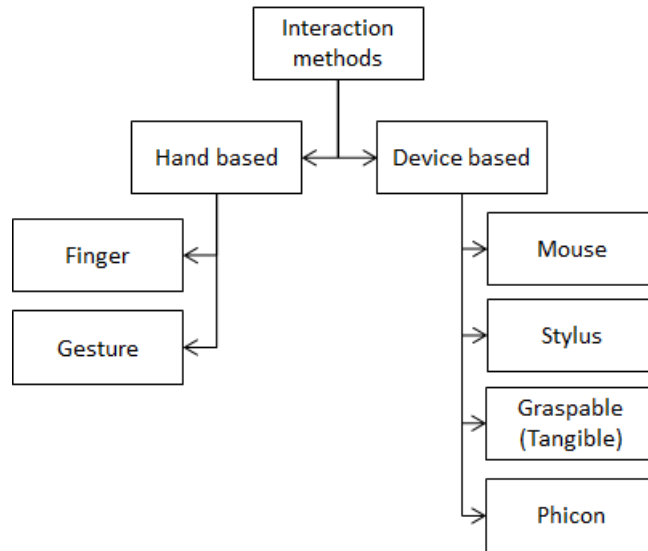 Interaction
methods
Hand based
Device based
Finger
Gesture
Mouse
Stylus
Graspable
(Tangible)
Phicon